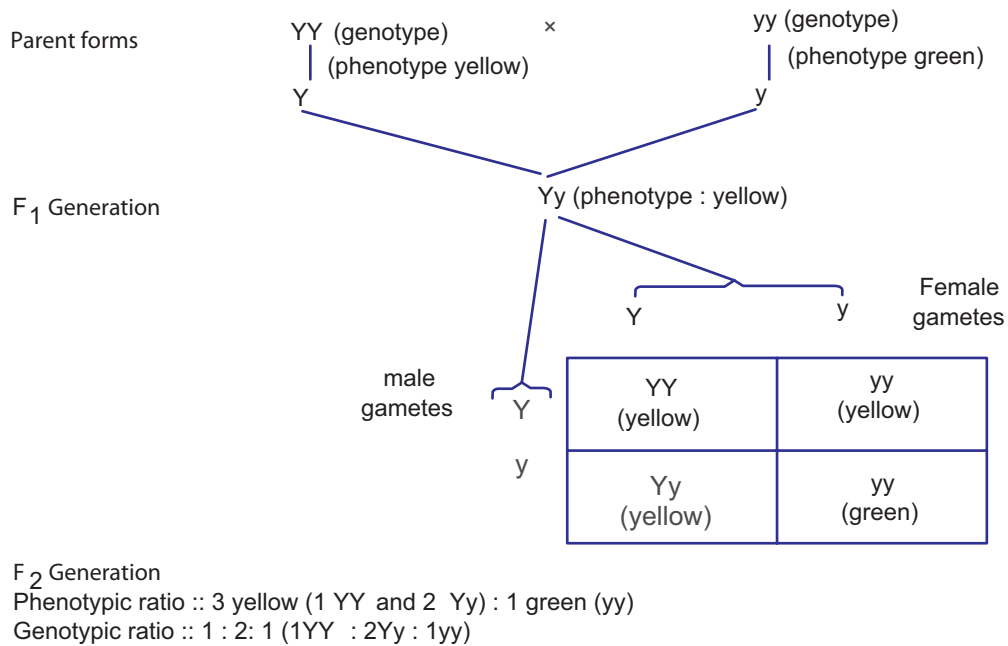 Parent forms
YY (genotype)
×
yy (genotype)
(phenotype yellow)
(phenotype green)
Y
y
Yy (phenotype : yellow)
F1 Generation
Female
gametes
Y
y
male
gametes
Y
y
YY
(yellow)
yy
(yellow)
Yy
(yellow)
yy
(green)
F2 Generation
Phenotypic ratio :: 3 yellow (1 YY and 2 Yy) : 1 green (yy)
Genotypic ratio :: 1 : 2: 1 (1YY : 2Yy : 1yy)